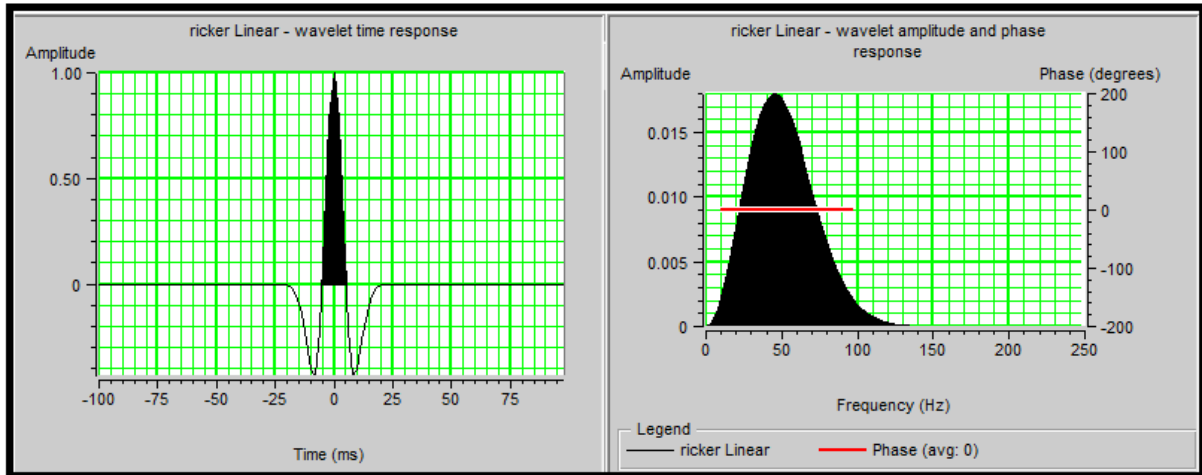 ricker Linear - wavelet time response
Amplitude
1.00
0.50
0
-100 -75 -50 -25 0 25 50 75
Time (ms)
ricker Linear - wavelet amplitude and phase
response
Amplitude Phase (degrees)
0.015
0.010
0.005
0
200
100
0
-100
-200
0 50 100 150 200 250
Frequency (Hz)
Legend
ricker Linear Phase (avg: 0)